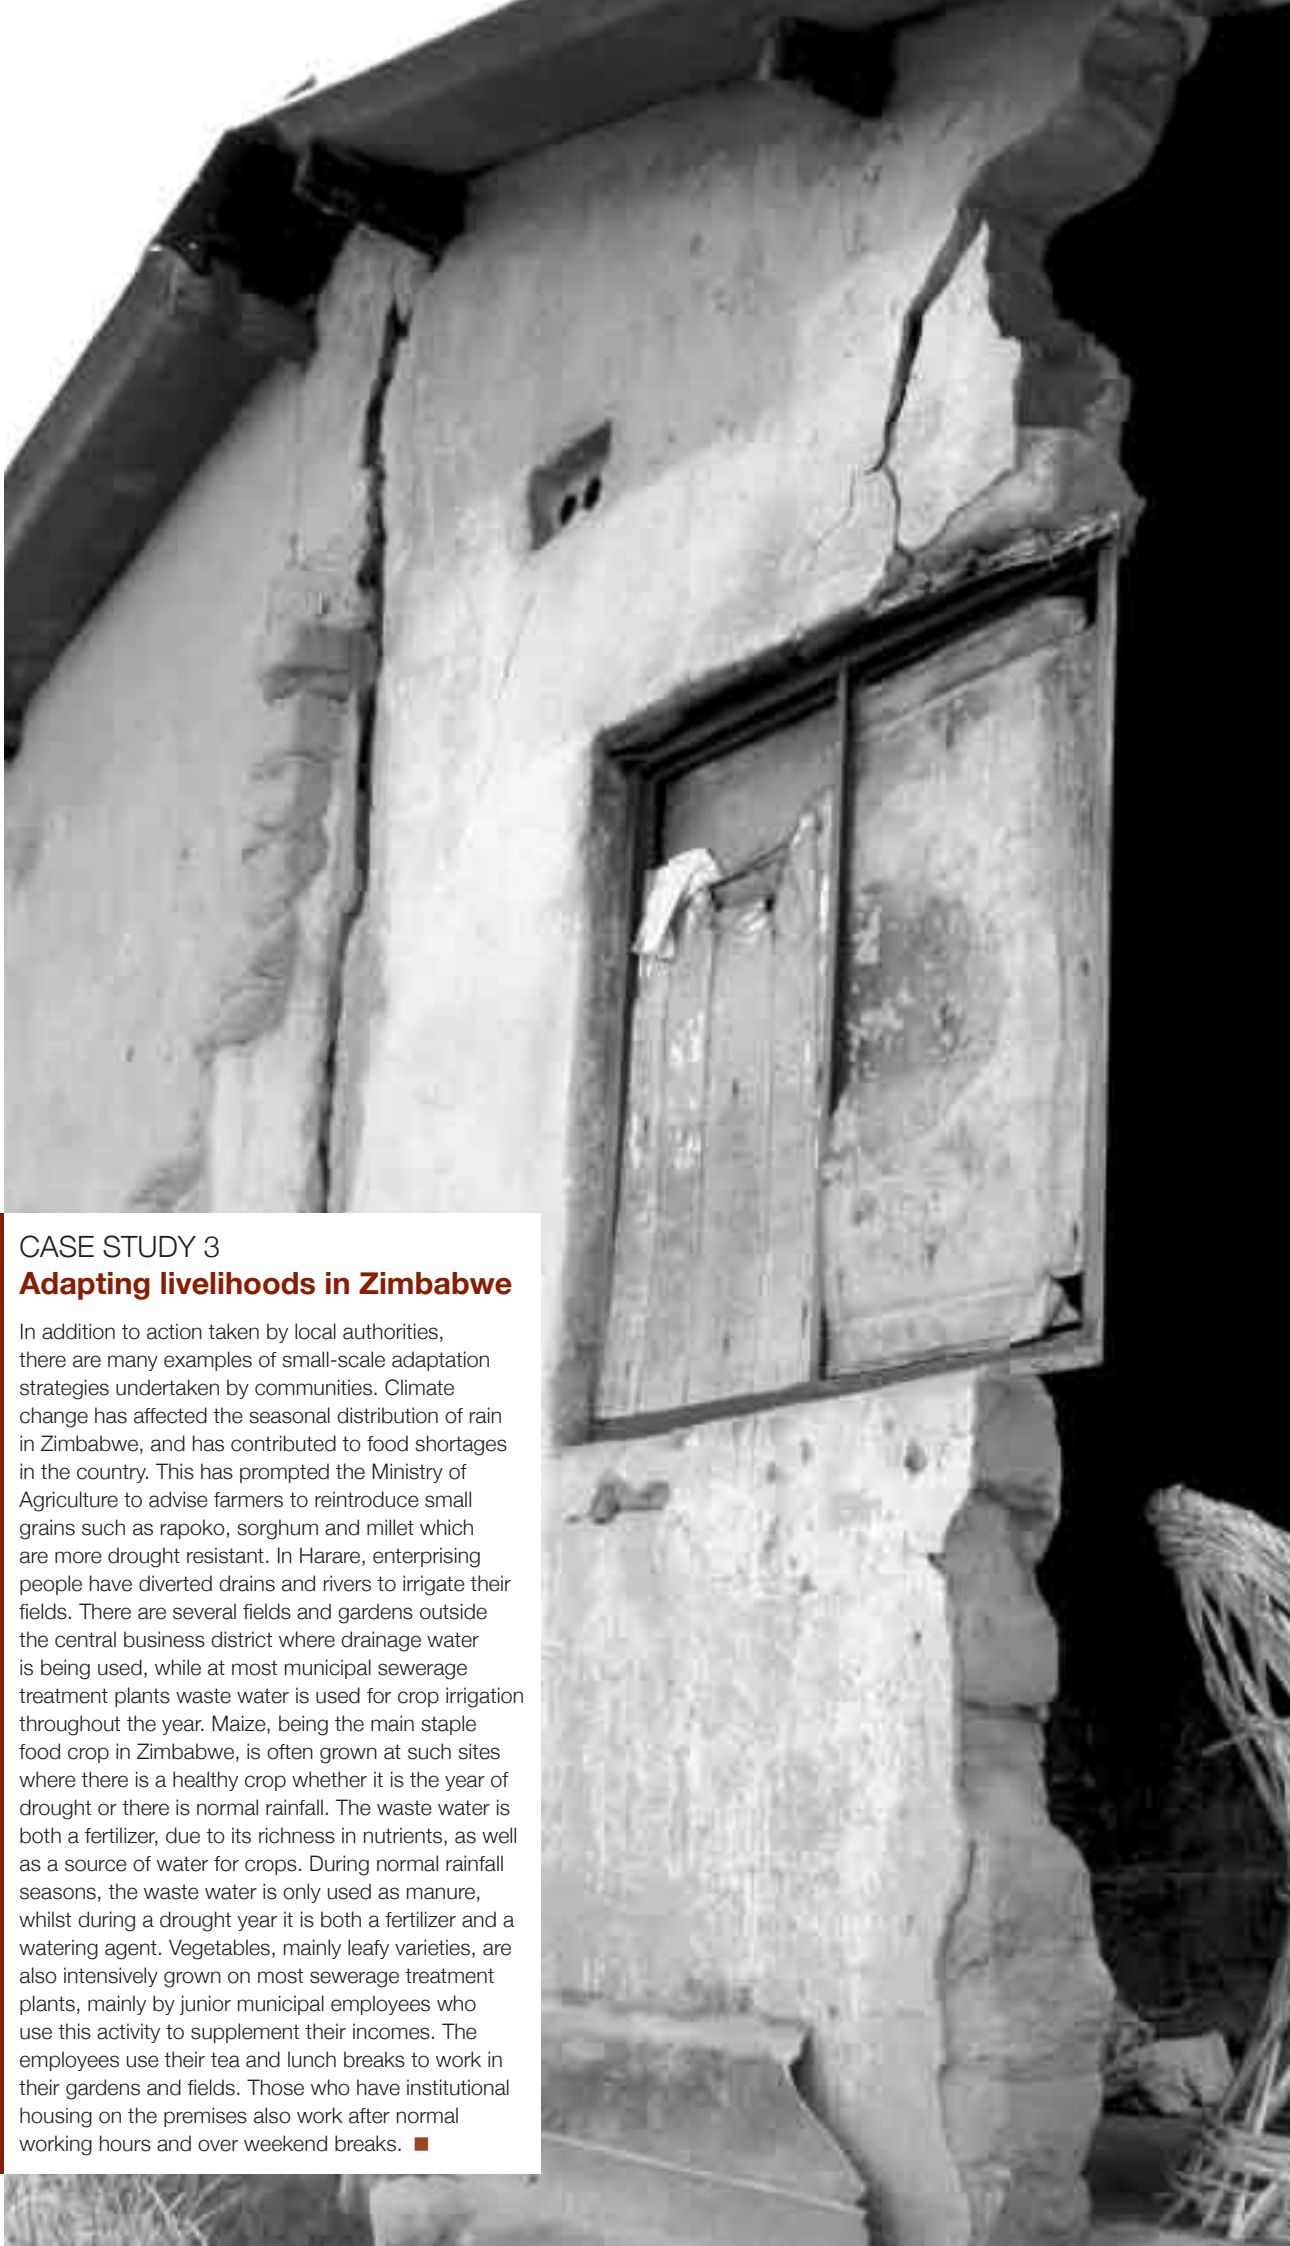 CASE STUDY 3
Adapting livelihoods in Zimbabwe
In addition to action taken by local authorities,
there are many examples of small-scale adaptation
strategies undertaken by communities. Climate
change has affected the seasonal distribution of rain
in Zimbabwe, and has contributed to food shortages
in the country. This has prompted the Ministry of
Agriculture to advise farmers to reintroduce small
grains such as rapoko, sorghum and millet which
are more drought resistant. In Harare, enterprising
people have diverted drains and rivers to irrigate their
fields. There are several fields and gardens outside
the central business district where drainage water
is being used, while at most municipal sewerage
treatment plants waste water is used for crop irrigation
throughout the year. Maize, being the main staple
food crop in Zimbabwe, is often grown at such sites
where there is a healthy crop whether it is the year of
drought or there is normal rainfall. The waste water is
both a fertilizer, due to its richness in nutrients, as well
as a source of water for crops. During normal rainfall
seasons, the waste water is only used as manure,
whilst during a drought year it is both a fertilizer and a
watering agent. Vegetables, mainly leafy varieties, are
also intensively grown on most sewerage treatment
plants, mainly by junior municipal employees who
use this activity to supplement their incomes. The
employees use their tea and lunch breaks to work in
their gardens and fields. Those who have institutional
housing on the premises also work after normal
working hours and over weekend breaks. ■